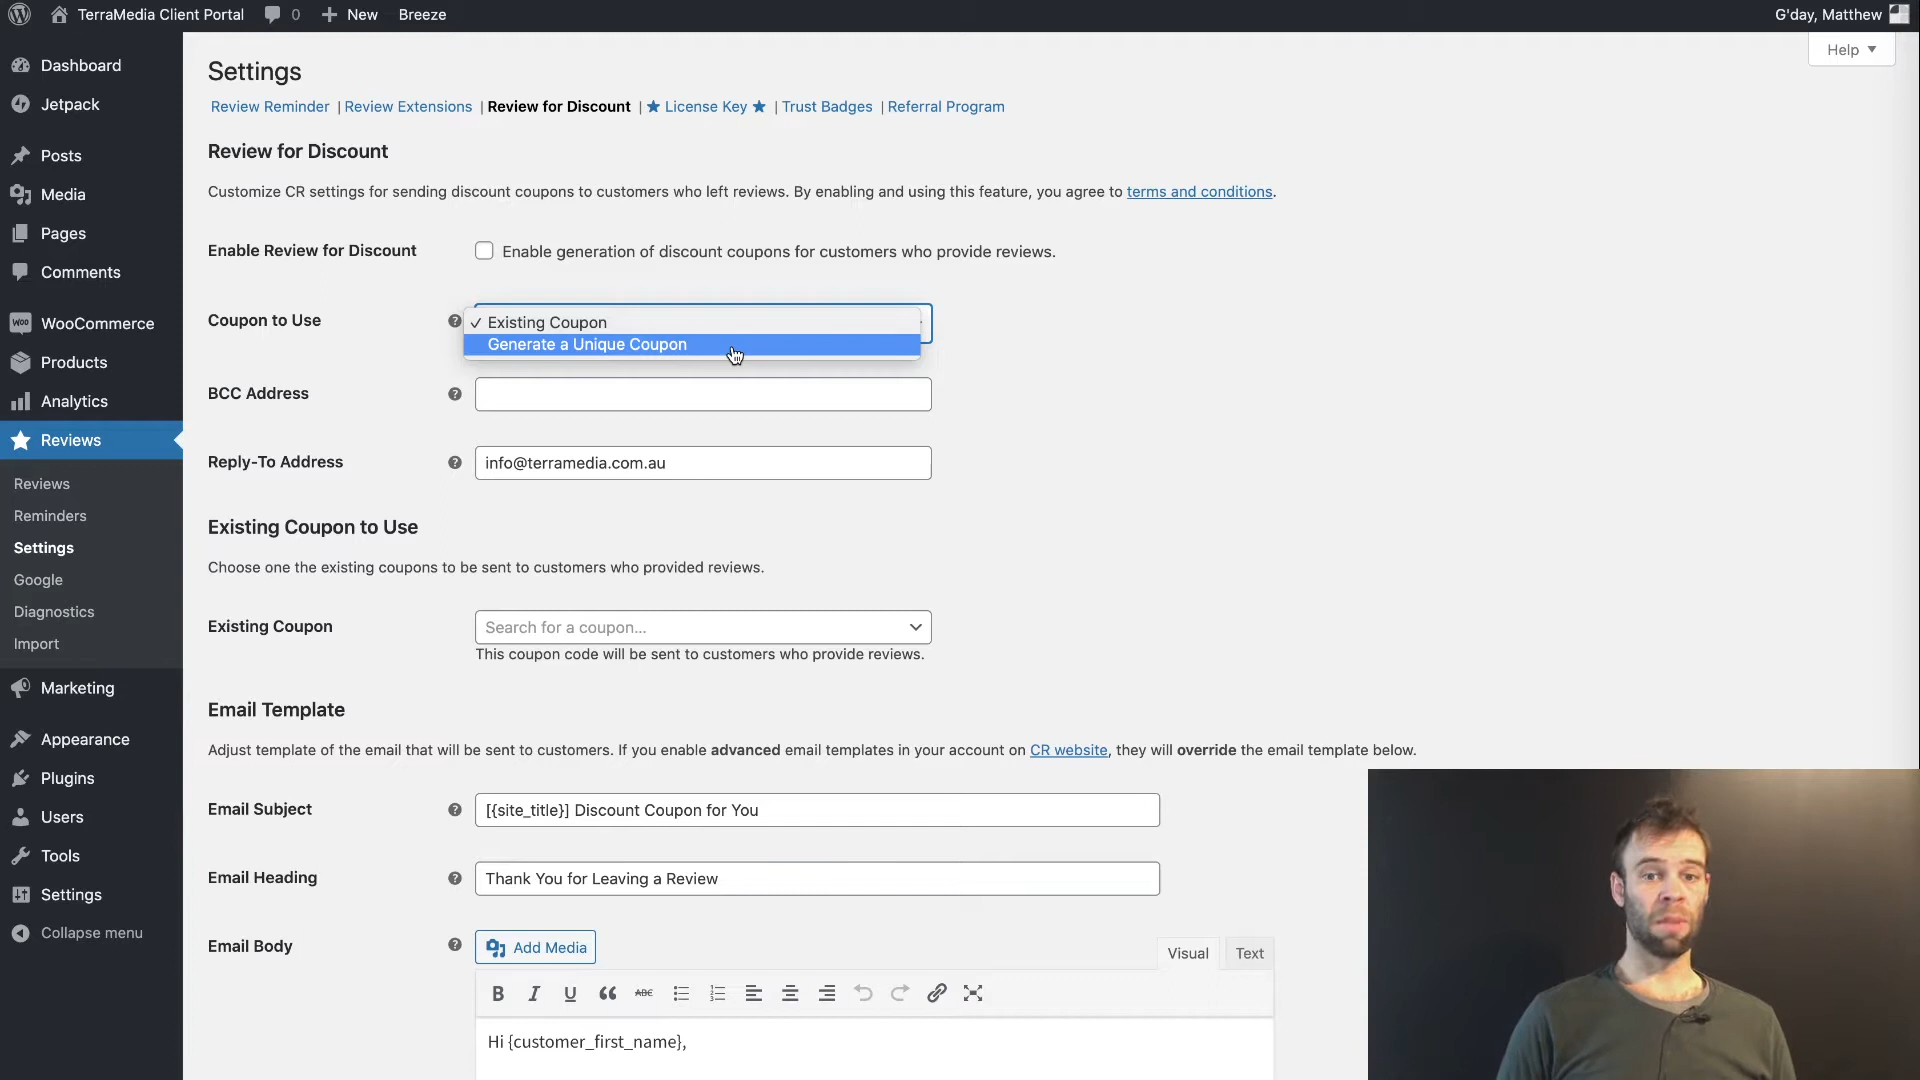 TerraMedia Client Portal 0 New Breeze G'day, Matthew
Help
Dashboard
Jetpack
Posts
Media
Pages
Comments
WOO WooCommerce
Products
Analytics
Reviews
Reviews
Reminders
Settings
Google
Diagnostics
Import
Marketing
Appearance
Plugins
Users
Tools
Settings
Collapse menu
Settings
Review Reminder | Review Extensions | Review for Discount | ★ License Key ★ | Trust Badges | Referral Program
Review for Discount
Customize CR settings for sending discount coupons to customers who left reviews. By enabling and using this feature, you agree to terms and conditions.
Enable Review for Discount Enable generation of discount coupons for customers who provide reviews.
Coupon to Use ? ✓ Existing Coupon
Generate a Unique Coupon
BCC Address ?
Reply-To Address ? info@terramedia.com.au
Existing Coupon to Use
Choose one the existing coupons to be sent to customers who provided reviews.
Existing Coupon Search for a coupon...
This coupon code will be sent to customers who provide reviews.
Email Template
Adjust template of the email that will be sent to customers. If you enable advanced email templates in your account on CR website, they will override the email template below.
Email Subject ? [{site_title}] Discount Coupon for You
Email Heading ? Thank You for Leaving a Review
Email Body ? Add Media Visual Text
B I U ABC
Hi {customer_first_name},